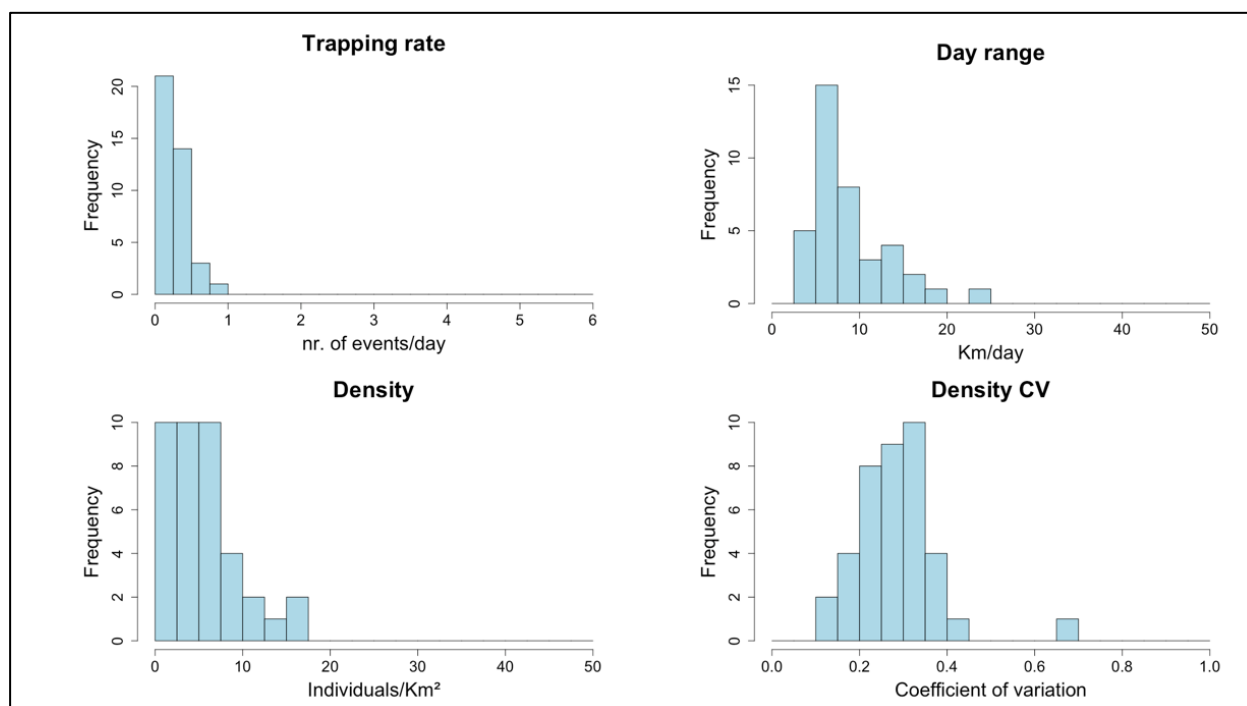 Trapping rate
Frequency
0 5 10 15 20
0 1 2 3 4 5 6
nr. of events/day
Day range
Frequency
0 5 10 15
0 10 20 30 40 50
Km/day
Density
Frequency
0 2 4 6 8 10
0 10 20 30 40 50
Individuals/Km²
Density CV
Frequency
0 2 4 6 8 10
0.0 0.2 0.4 0.6 0.8 1.0
Coefficient of variation